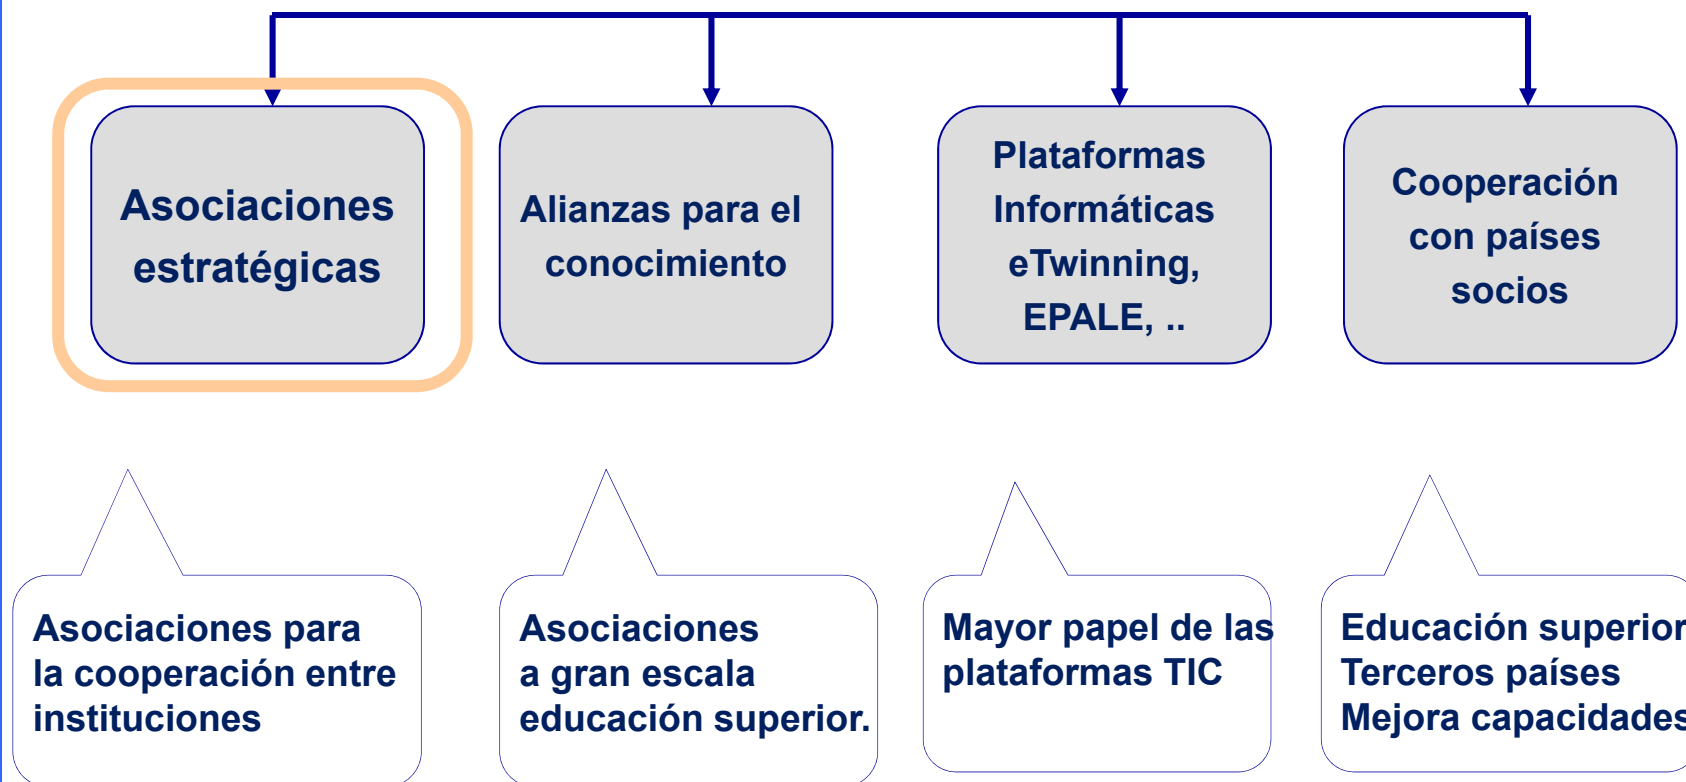 Asociaciones
estratégicas
Alianzas para el
conocimiento
Plataformas
Informáticas
eTwinning,
EPALE, ..
Cooperación
con países
socios
Asociaciones para
la cooperación entre
instituciones
Asociaciones
a gran escala
educación superior.
Mayor papel de las
plataformas TIC
Educación superior
Terceros países
Mejora capacidades